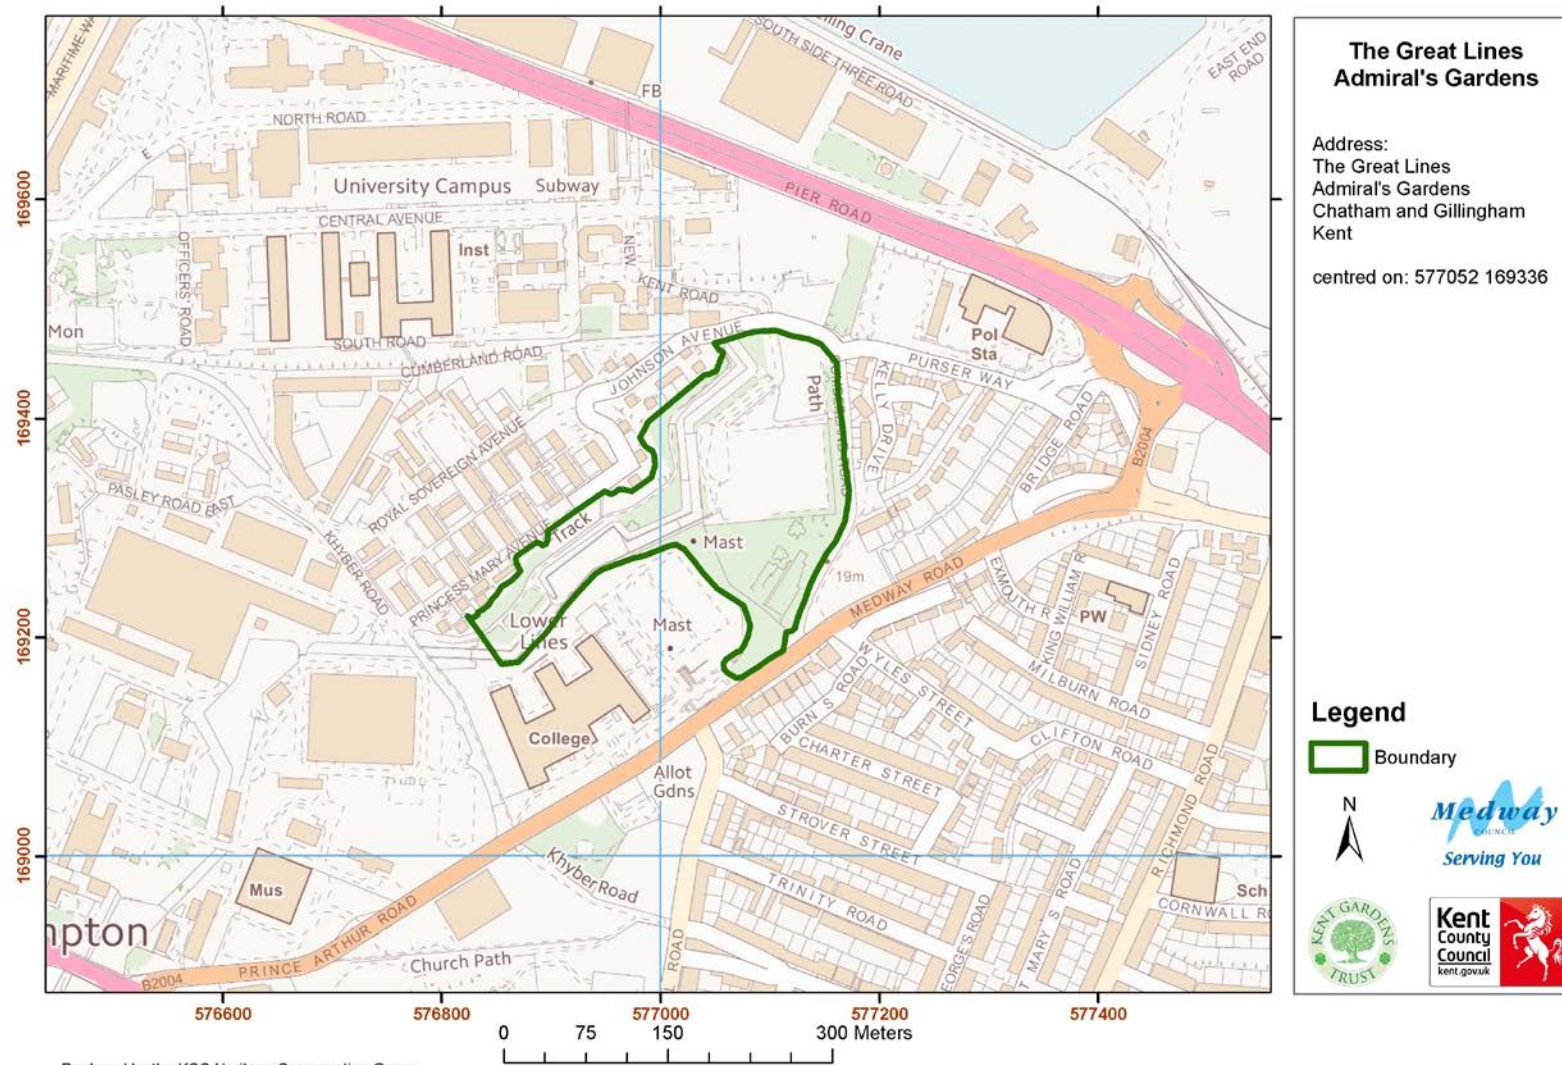 The Great Lines
Admiral's Gardens
Address:
The Great Lines
Admiral's Gardens
Chatham and Gillingham
Kent
centred on: 577052 169336
Legend
Boundary
N
Medway
COUNCIL
Serving You
KENT GARDENS
TRUST
Kent
County
Council
kent.gov.uk
169600
169400
169200
169000
576600
576800
577000
577200
577400
0
75
150
300 Meters
MARITIME
NORTH ROAD
E
FB
SOUTH SIDE THREE ROAD
Crane
EAST END
ROAD
University Campus
Subway
CENTRAL AVENUE
OFFICERS' ROAD
Inst
NEW
KENT ROAD
PIER ROAD
Mon
SOUTH ROAD
CUMBERLAND ROAD
JOHNSON AVENUE
Pol
Sta
PURSER WAY
Path
KELLY DRIVE
BRIDGE ROAD
B2004
ROYAL SOVEREIGN AVENUE
PASLEY ROAD EAST
KHYBER ROAD
PRINCESS MARY AVENUE
Track
Mast
19m
MEDWAY ROAD
EXMOUTH R
KING WILLIAM R
PW
SIDNEY ROAD
Lower
Lines
Mast
College
BURN S ROAD
WYLES STREET
MILBURN ROAD
CLIFTON ROAD
CHARTER STREET
Allot
Gdns
STROVER STREET
RICHMOND ROAD
Khyber Road
TRINITY ROAD
Mus
Sch
CORNWALL R
MARY S ROAD
ROAD
PRINCE ARTHUR ROAD
B2004
Church Path